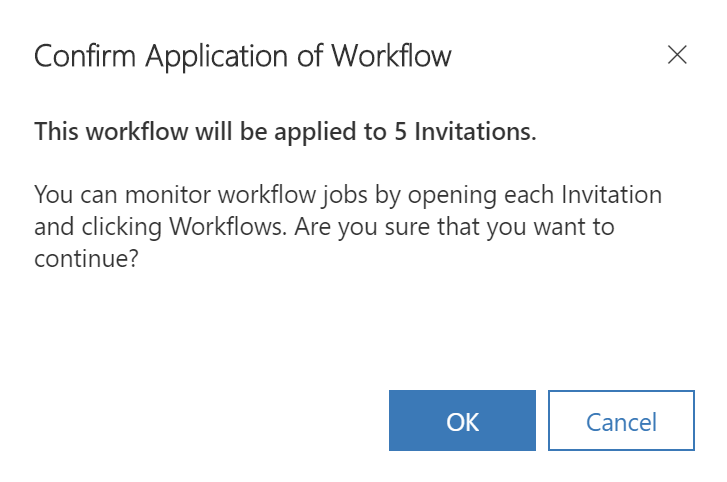 Confirm Application of Workflow
This workflow will be applied to 5 Invitations.
You can monitor workflow jobs by opening each Invitation
and clicking Workflows. Are you sure that you want to
continue?
OK
Cancel